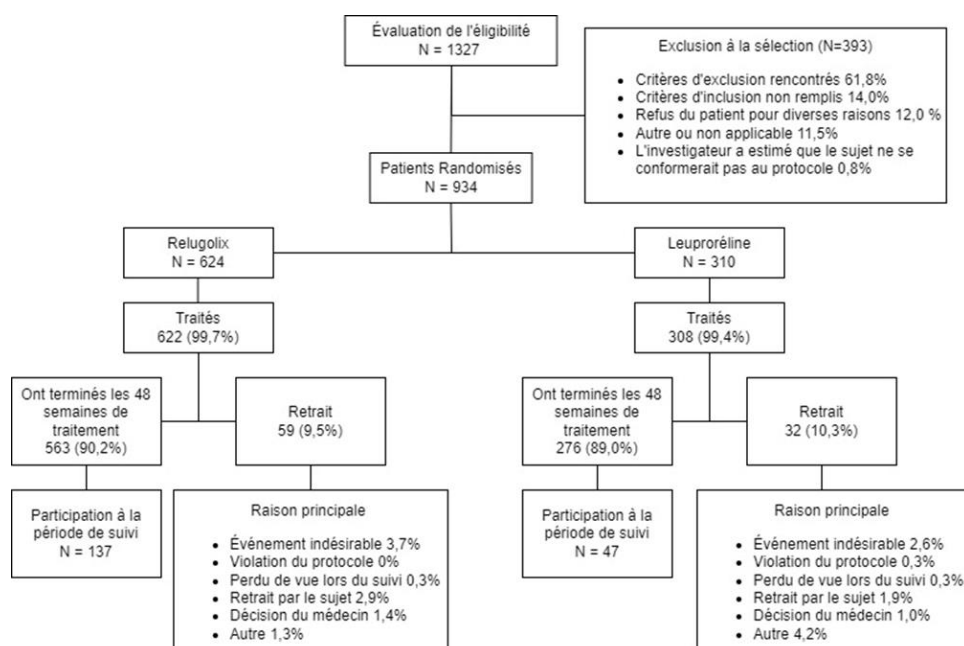 Évaluation de l'éligibilité
N = 1327
Exclusion à la sélection (N=393)
• Critères d'exclusion rencontrés 61,8%
• Critères d'inclusion non remplis 14,0%
• Refus du patient pour diverses raisons 12,0 %
• Autre ou non applicable 11,5%
• L'investigateur a estimé que le sujet ne se
conformerait pas au protocole 0,8%
Patients Randomisés
N = 934
Relugolix
N = 624
Leuproréline
N = 310
Traités
622 (99,7%)
Traités
308 (99,4%)
Ont terminés les 48
semaines de
traitement
563 (90,2%)
Retrait
59 (9,5%)
Ont terminés les 48
semaines de
traitement
276 (89,0%)
Retrait
32 (10,3%)
Participation à la
période de suivi
N = 137
Raison principale
• Événement indésirable 3,7%
• Violation du protocole 0%
• Perdu de vue lors du suivi 0,3%
• Retrait par le sujet 2,9%
• Décision du médecin 1,4%
• Autre 1,3%
Participation à la
période de suivi
N = 47
Raison principale
• Événement indésirable 2,6%
• Violation du protocole 0,3%
• Perdu de vue lors du suivi 0,3%
• Retrait par le sujet 1,9%
• Décision du médecin 1,0%
• Autre 4,2%